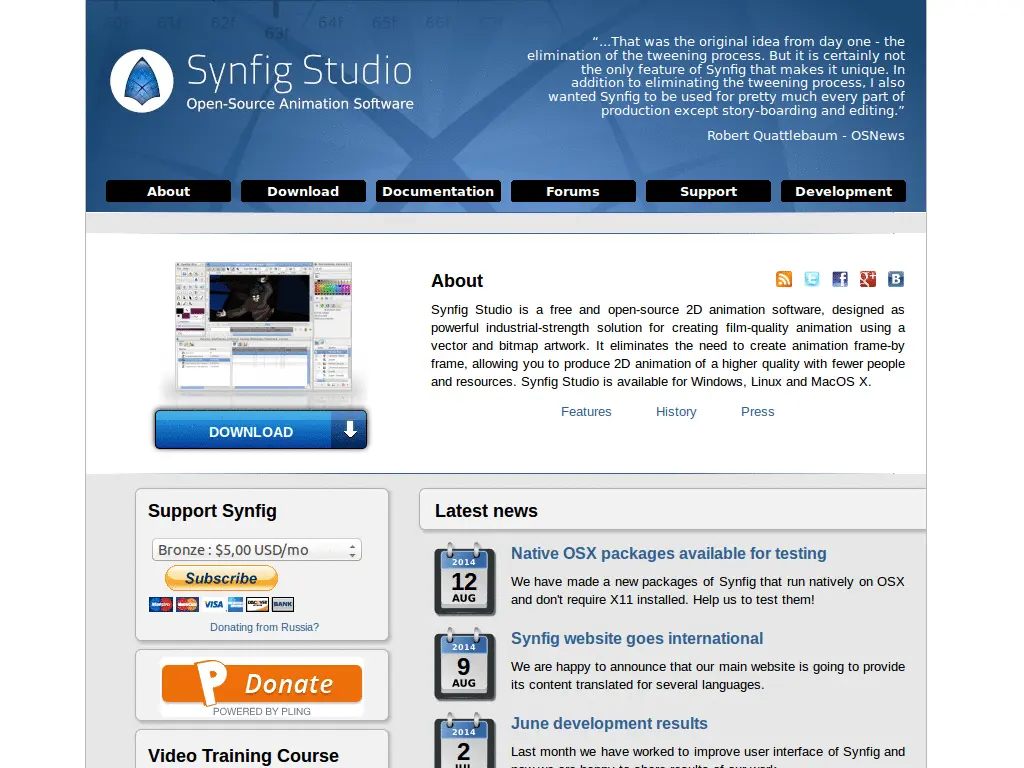 60f 61f 62f 63f 64f 65f 66f 67f
Synfig Studio
Open-Source Animation Software
“...That was the original idea from day one - the
elimination of the tweening process. But it is certainly not
the only feature of Synfig that makes it unique. In
addition to eliminating the tweening process, I also
wanted Synfig to be used for pretty much every part of
production except story-boarding and editing.”
Robert Quattlebaum - OSNews
About Download Documentation Forums Support Development
DOWNLOAD
About
Synfig Studio is a free and open-source 2D animation software, designed as
powerful industrial-strength solution for creating film-quality animation using a
vector and bitmap artwork. It eliminates the need to create animation frame-by
frame, allowing you to produce 2D animation of a higher quality with fewer people
and resources. Synfig Studio is available for Windows, Linux and MacOS X.
Features History Press
Support Synfig
Bronze : $5,00 USD/mo
Subscribe
VISA
BANK
Donating from Russia?
P Donate
POWERED BY PLING
Video Training Course
Latest news
2014
12
AUG
Native OSX packages available for testing
We have made a new packages of Synfig that run natively on OSX
and don't require X11 installed. Help us to test them!
2014
9
AUG
Synfig website goes international
We are happy to announce that our main website is going to provide
its content translated for several languages.
2014
2
June development results
Last month we have worked to improve user interface of Synfig and